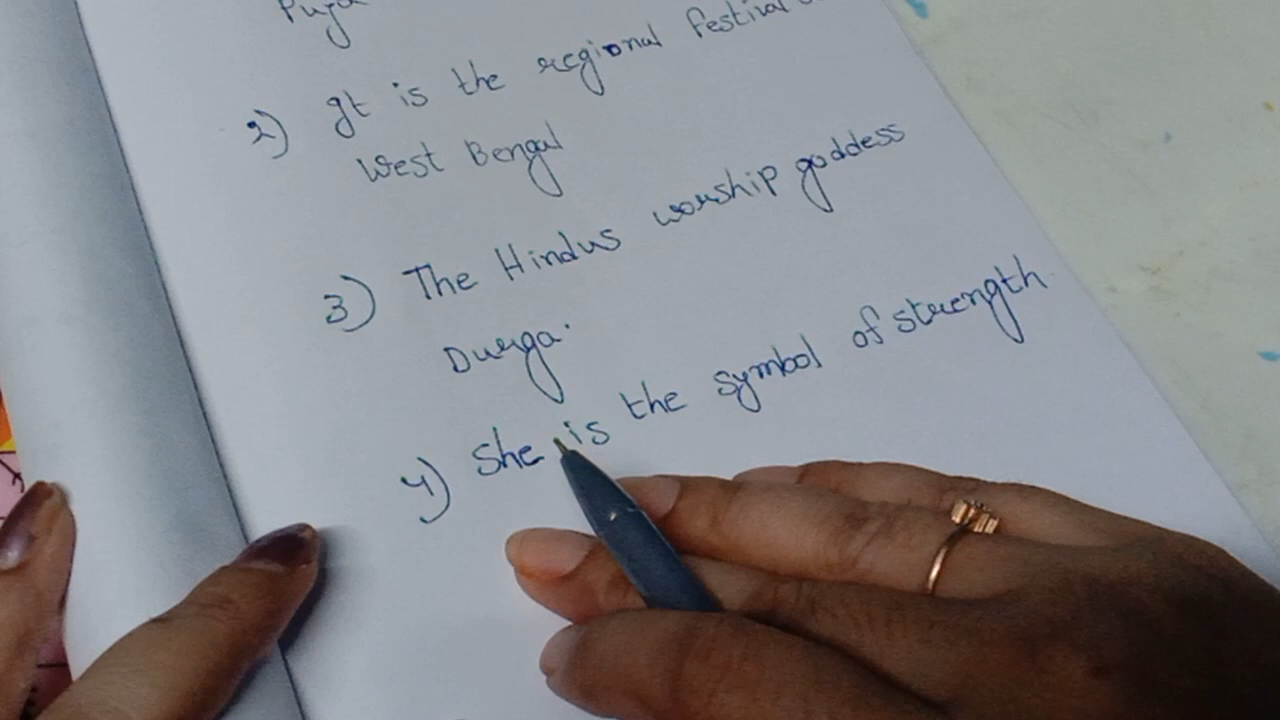 Puja
2) It is the regional festival
West Bengal
3) The Hindus worship goddess
Durga.
4) She is the symbol of strength